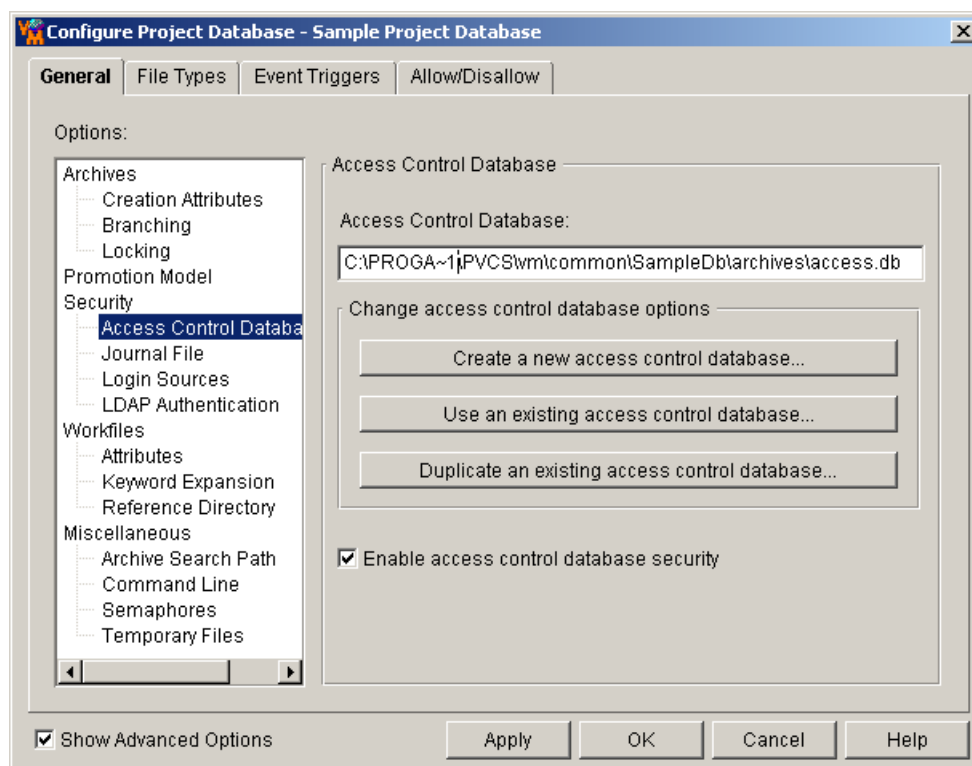 Configure Project Database - Sample Project Database
General File Types Event Triggers Allow/Disallow
Options:
Archives
Creation Attributes
Branching
Locking
Promotion Model
Security
Access Control Databa
Journal File
Login Sources
LDAP Authentication
Workfiles
Attributes
Keyword Expansion
Reference Directory
Miscellaneous
Archive Search Path
Command Line
Semaphores
Temporary Files
Access Control Database
Access Control Database:
C:\PROGA~1\PVCS\vm\common\SampleDb\archives\access.db
Change access control database options
Create a new access control database...
Use an existing access control database...
Duplicate an existing access control database...
Enable access control database security
Show Advanced Options
Apply OK Cancel Help